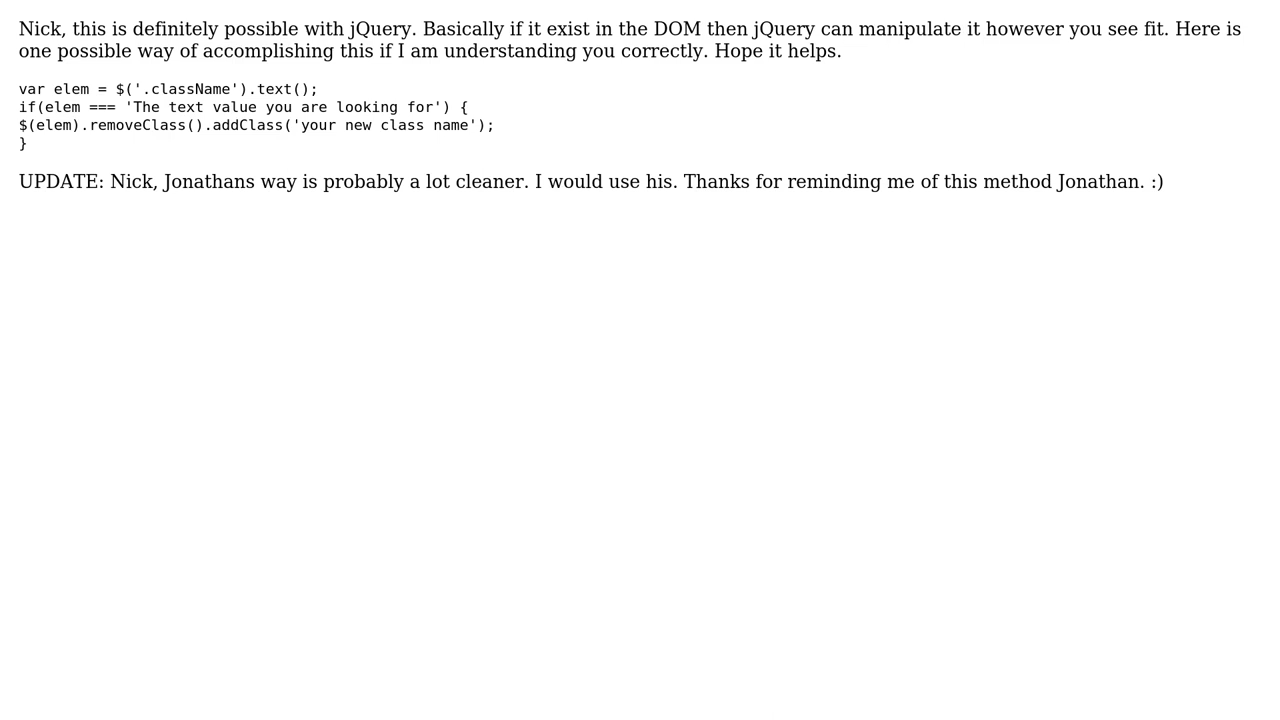 Nick, this is definitely possible with jQuery. Basically if it exist in the DOM then jQuery can manipulate it however you see fit. Here is
one possible way of accomplishing this if I am understanding you correctly. Hope it helps.
var elem = $('.className').text();
if(elem === 'The text value you are looking for') {
$(elem).removeClass().addClass('your new class name');
}
UPDATE: Nick, Jonathans way is probably a lot cleaner. I would use his. Thanks for reminding me of this method Jonathan. :)